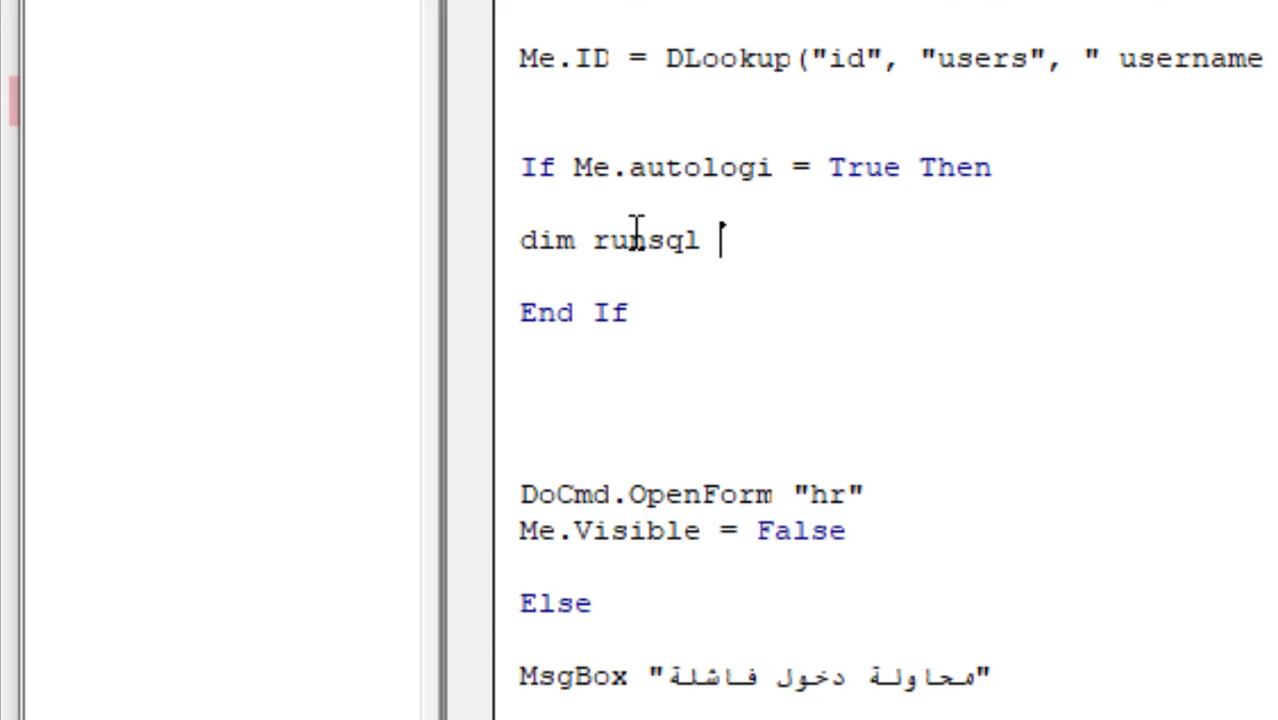 Me.ID = DLookup("id", "users", " username
If Me.autologi = True Then
dim runsql
End If
DoCmd.OpenForm "hr"
Me.Visible = False
Else
MsgBox "محاولة دخول فاشلة"